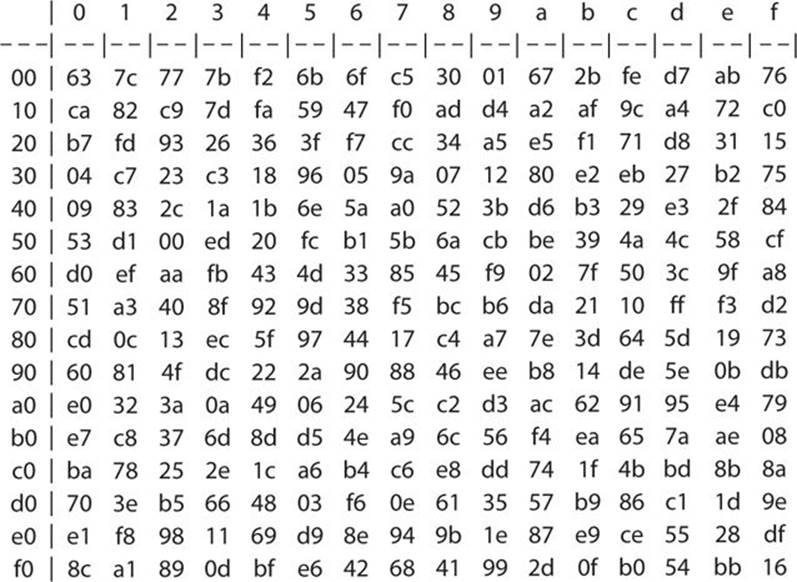 | 0 1 2 3 4 5 6 7 8 9 a b c d e f
---|--|--|--|--|--|--|--|--|--|--|--|--|--|--|--|--|
00 | 63 7c 77 7b f2 6b 6f c5 30 01 67 2b fe d7 ab 76
10 | ca 82 c9 7d fa 59 47 f0 ad d4 a2 af 9c a4 72 c0
20 | b7 fd 93 26 36 3f f7 cc 34 a5 e5 f1 71 d8 31 15
30 | 04 c7 23 c3 18 96 05 9a 07 12 80 e2 eb 27 b2 75
40 | 09 83 2c 1a 1b 6e 5a a0 52 3b d6 b3 29 e3 2f 84
50 | 53 d1 00 ed 20 fc b1 5b 6a cb be 39 4a 4c 58 cf
60 | d0 ef aa fb 43 4d 33 85 45 f9 02 7f 50 3c 9f a8
70 | 51 a3 40 8f 92 9d 38 f5 bc b6 da 21 10 ff f3 d2
80 | cd 0c 13 ec 5f 97 44 17 c4 a7 7e 3d 64 5d 19 73
90 | 60 81 4f dc 22 2a 90 88 46 ee b8 14 de 5e 0b db
a0 | e0 32 3a 0a 49 06 24 5c c2 d3 ac 62 91 95 e4 79
b0 | e7 c8 37 6d 8d d5 4e a9 6c 56 f4 ea 65 7a ae 08
c0 | ba 78 25 2e 1c a6 b4 c6 e8 dd 74 1f 4b bd 8b 8a
d0 | 70 3e b5 66 48 03 f6 0e 61 35 57 b9 86 c1 1d 9e
e0 | e1 f8 98 11 69 d9 8e 94 9b 1e 87 e9 ce 55 28 df
f0 | 8c a1 89 0d bf e6 42 68 41 99 2d 0f b0 54 bb 16